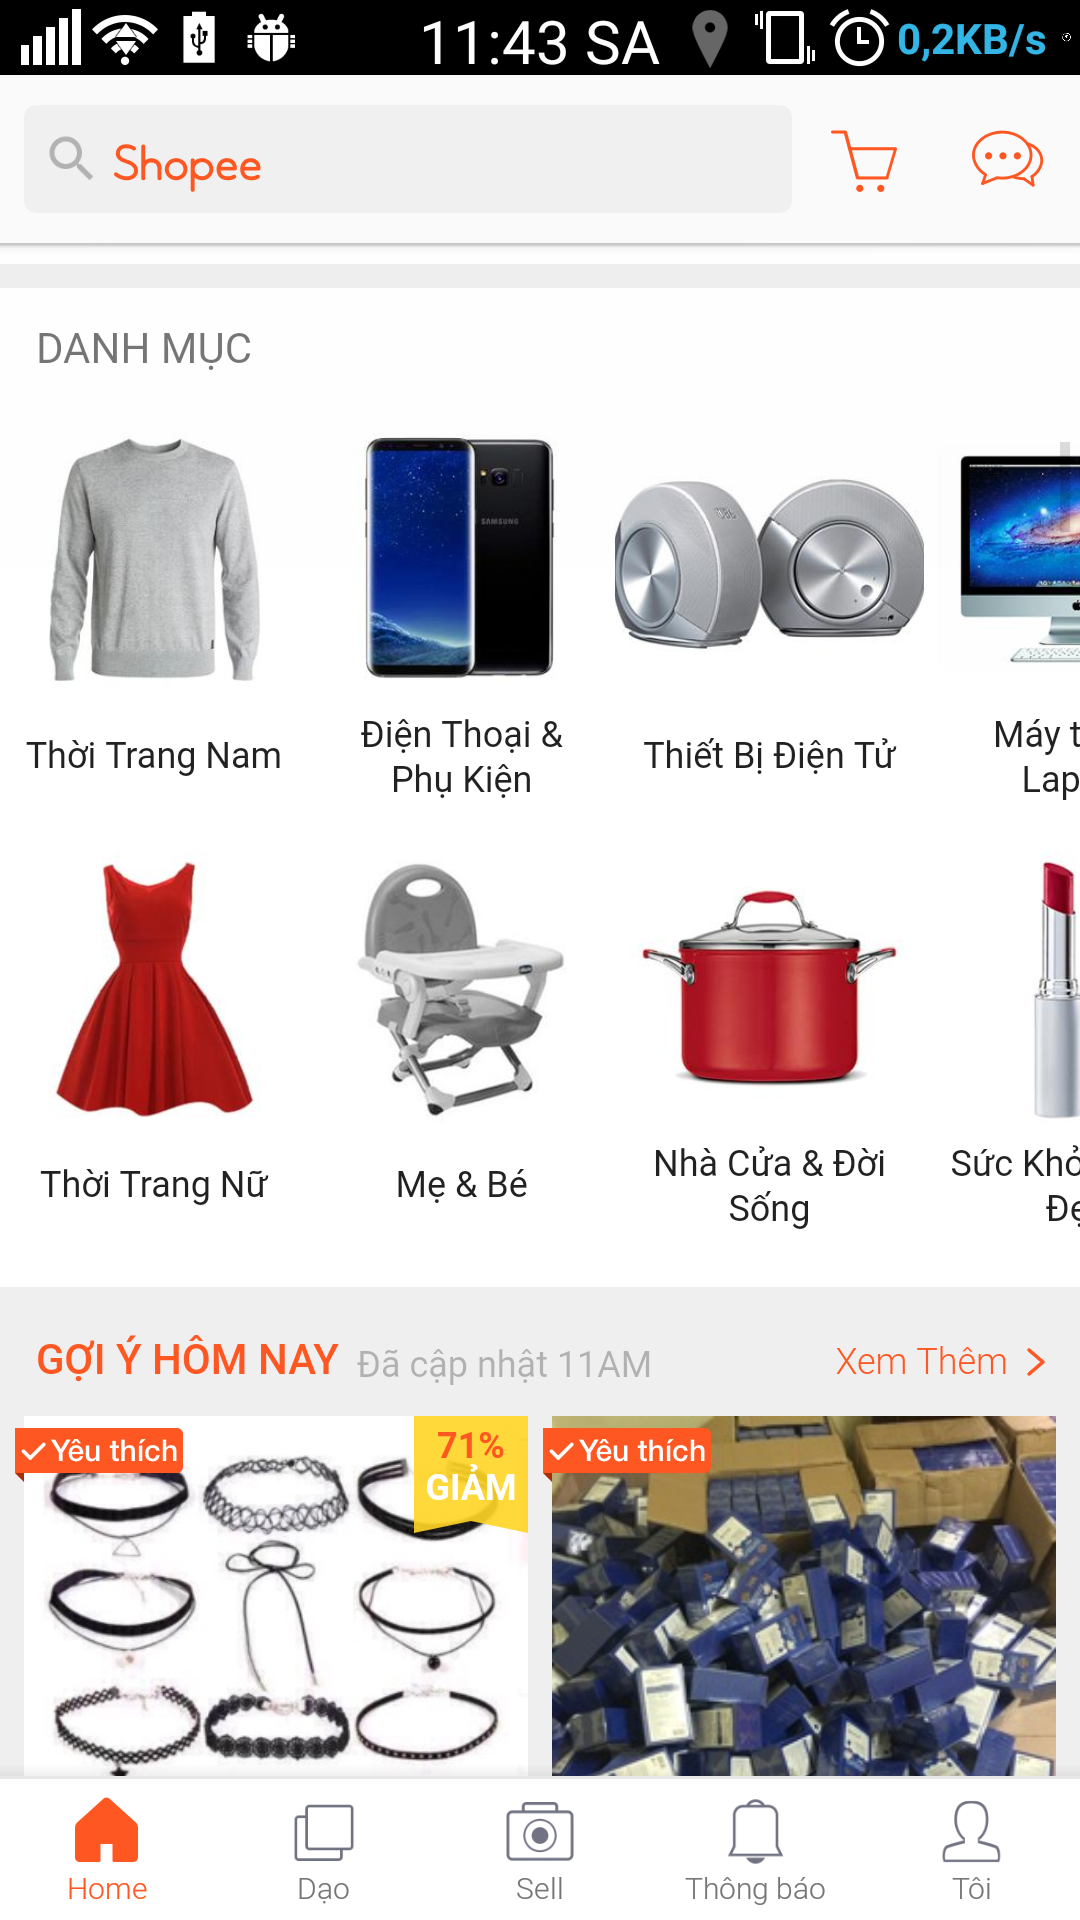 11:43 SA
0,2KB/s
Shopee
DANH MỤC
SAMSUNG
JBL
Thời Trang Nam
Điện Thoại &
Phụ Kiện
Thiết Bị Điện Tử
Máy t
Lap
Thời Trang Nữ
Mẹ & Bé
Nhà Cửa & Đời
Sống
Sức Khỏ
Đẹ
GỢI Ý HÔM NAY
Đã cập nhật 11AM
Xem Thêm
Yêu thích
71%
GIẢM
Yêu thích
Home
Dạo
Sell
Thông báo
Tôi